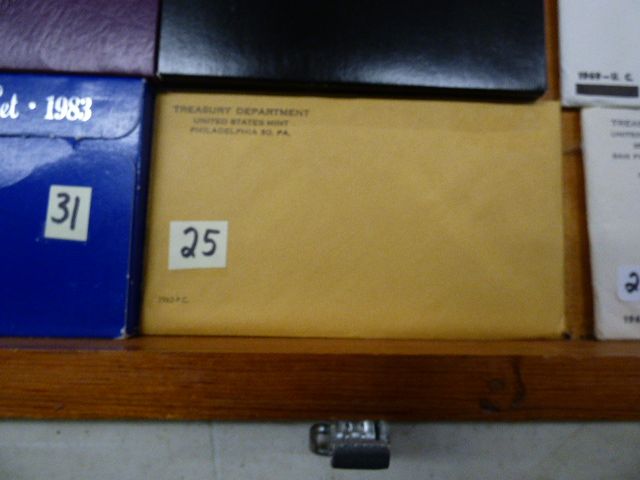 1969-U. C.
et • 1983
TREASURY DEPARTMENT
UNITED STATES MINT
PHILADELPHIA 30, PA.
31
25
2